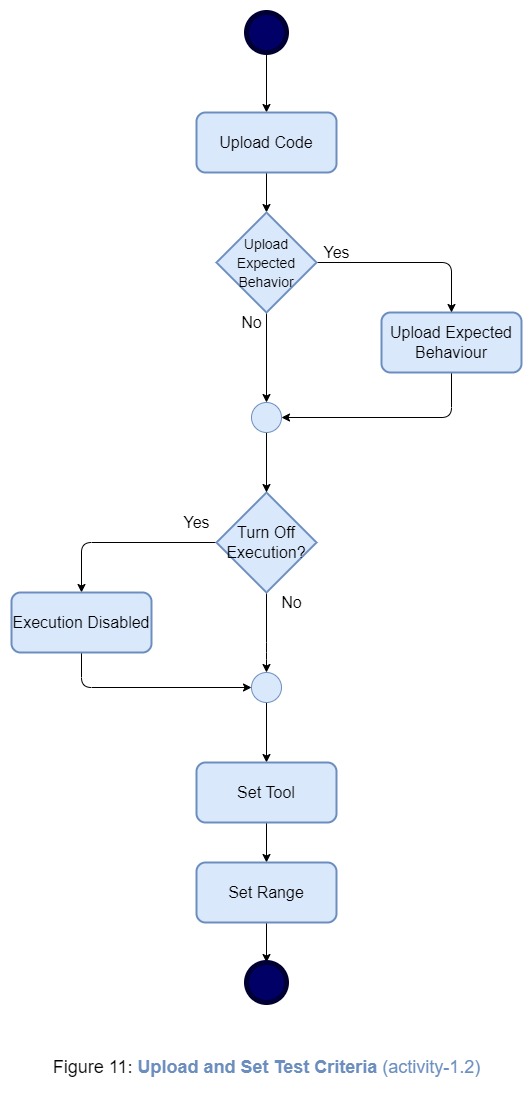 Upload Code
Upload
Expected
Behavior
Yes
No
Upload Expected
Behaviour
Turn Off
Execution?
Yes
No
Execution Disabled
Set Tool
Set Range
Figure 11: Upload and Set Test Criteria (activity-1.2)